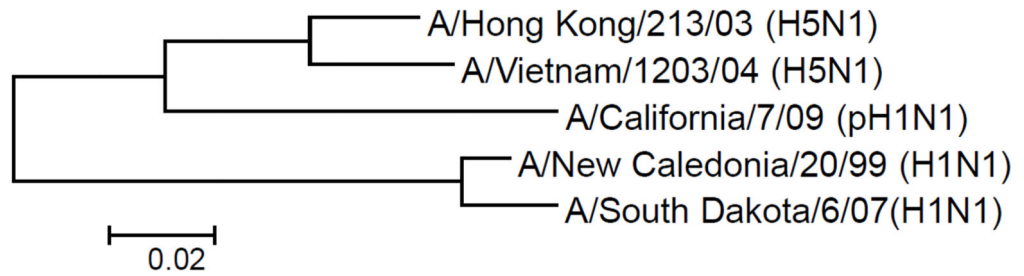 A/Hong Kong/213/03 (H5N1)
A/Vietnam/1203/04 (H5N1)
A/California/7/09 (pH1N1)
A/New Caledonia/20/99 (H1N1)
A/South Dakota/6/07(H1N1)
0.02